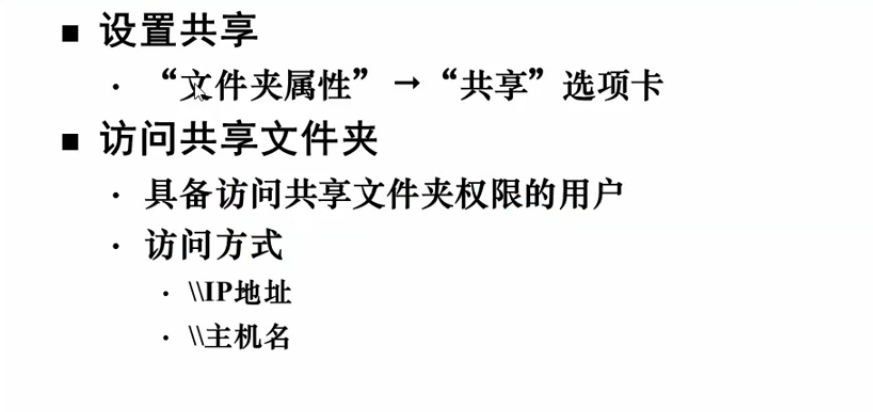 ■ 设置共享
· “文件夹属性” → “共享”选项卡
■ 访问共享文件夹
· 具备访问共享文件夹权限的用户
· 访问方式
· \\IP地址
· \\主机名